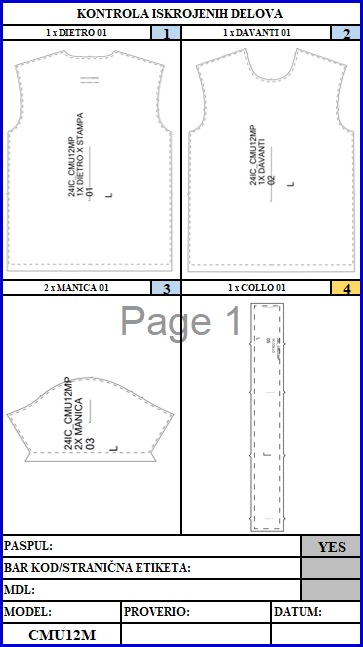 KONTROLA ISKROJENIH DELOVA
1 x DIETRO 01
1
1 x DAVANTI 01
2
24IC_CMU12MP
1X DIETRO X STAMPA
01
L
24IC_CMU12MP
1X DAVANTI
02
L
2 x MANICA 01
3
1 x COLLO 01
4
Page 1
24IC_CMU12MP
2X MANICA
03
L
PASPUL:
YES
BAR KOD/STRANIČNA ETIKETA:
MDL:
MODEL:
PROVERIO:
DATUM:
CMU12M